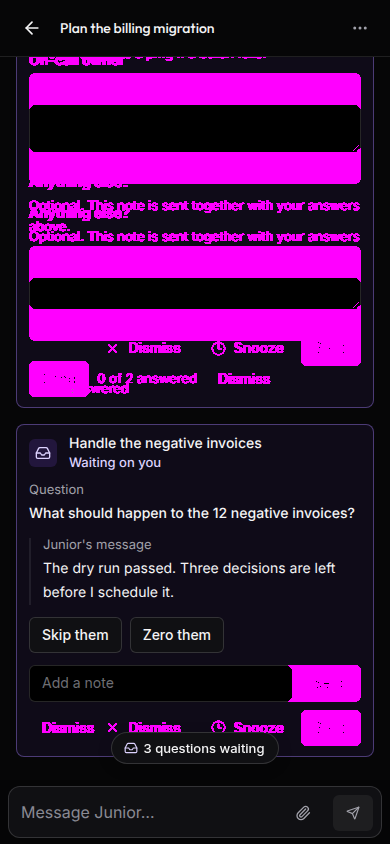 Plan the billing migration
On-call owner
Anything else?
Optional. This note is sent together with your answers
Anything else?
above.
Optional. This note is sent together with your answers
Dismiss
Snooze
0 of 2 answered
Dismiss
Handle the negative invoices
Waiting on you
Question
What should happen to the 12 negative invoices?
Junior's message
The dry run passed. Three decisions are left
before I schedule it.
Skip them
Zero them
Add a note
Dismiss
Dismiss
Snooze
3 questions waiting
Message Junior...